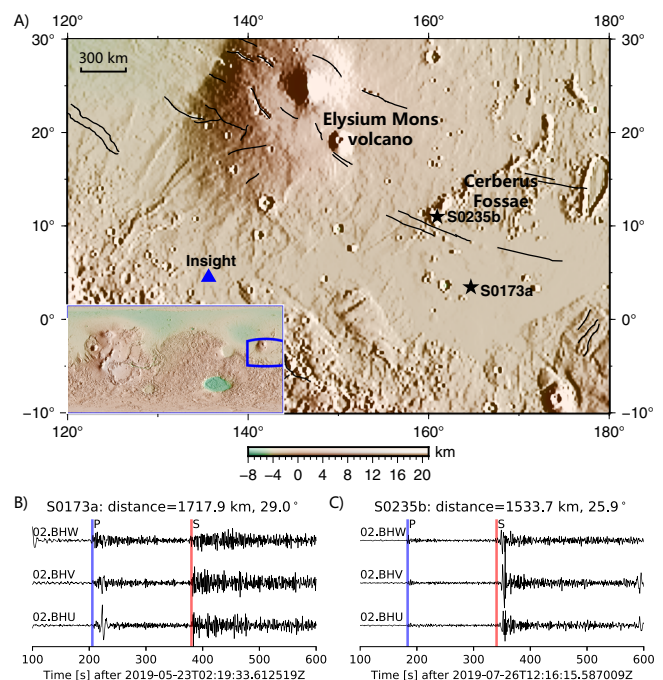 A)
120° 140° 160° 180°
30° 30°
300 km
Elysium Mons
volcano
20° 20°
Cerberus
Fossae
10° S0235b 10°
Insight
S0173a
0° 0°
−10° −10°
120° 140° 160° 180°
km
−8 −4 0 4 8 12 16 20
B)
S0173a: distance=1717.9 km, 29.0°
P S
02.BHW
02.BHV
02.BHU
100 200 300 400 500 600
Time [s] after 2019-05-23T02:19:33.612519Z
C)
S0235b: distance=1533.7 km, 25.9°
P S
02.BHW
02.BHV
02.BHU
100 200 300 400 500 600
Time [s] after 2019-07-26T12:16:15.587009Z